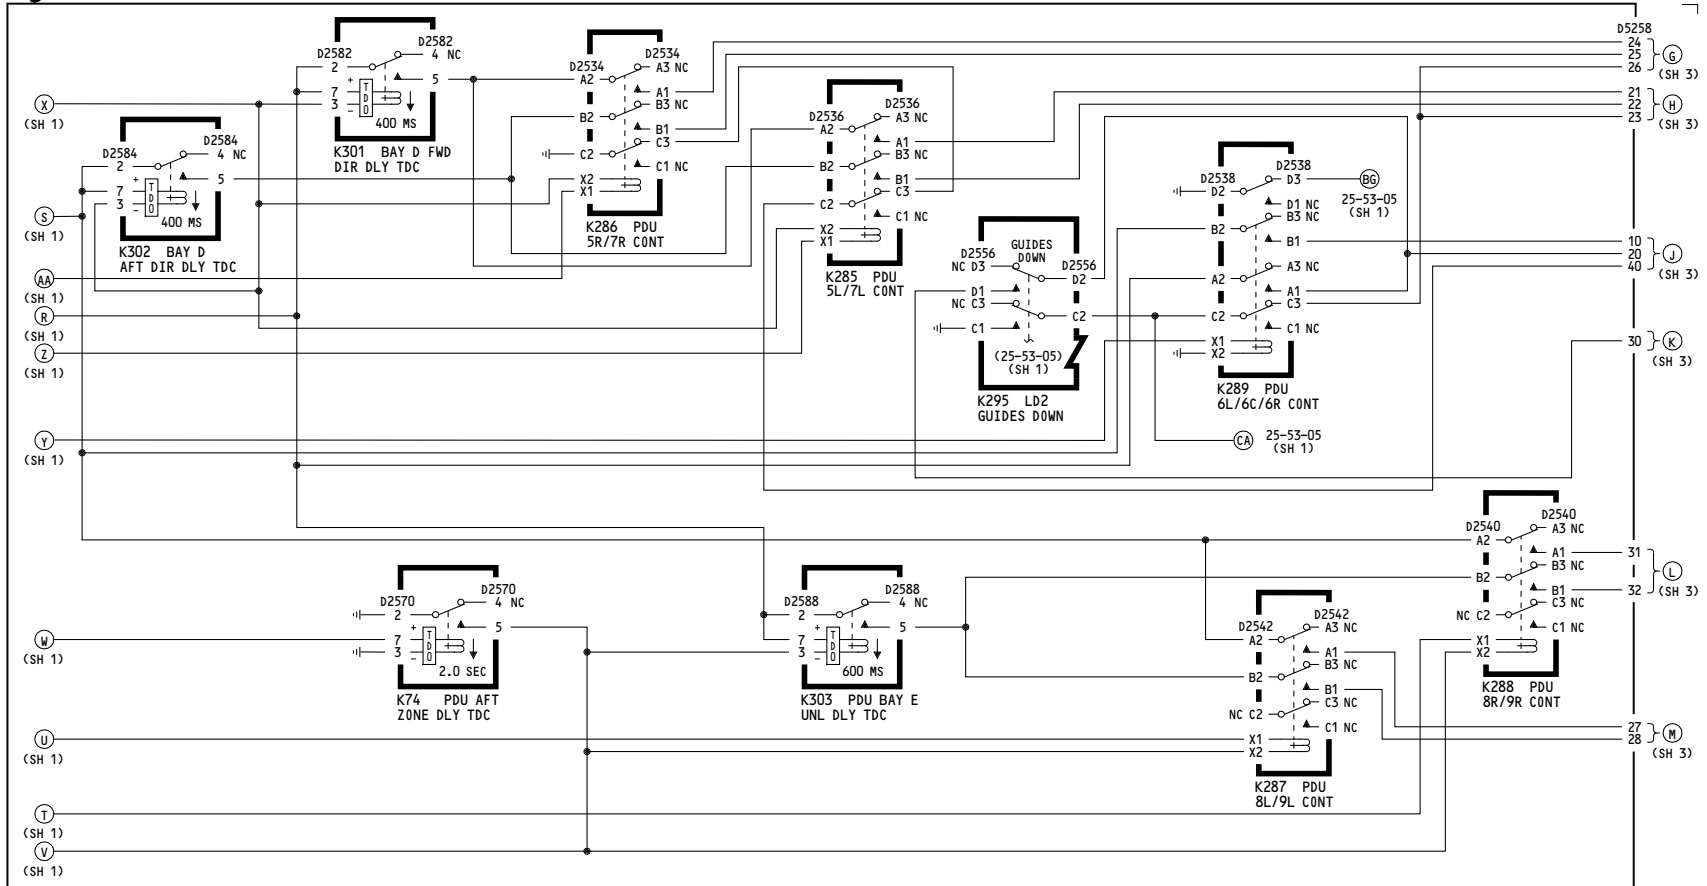 D2582
D2582
2
4 NC
5
+
7
3
–
T
D
O
400 MS
K301 BAY D FWD
DIR DLY TDC
X
(SH 1)
D2584
D2584
2
4 NC
5
+
7
3
–
T
D
O
400 MS
K302 BAY D
AFT DIR DLY TDC
S
(SH 1)
AA
(SH 1)
R
(SH 1)
Z
(SH 1)
Y
(SH 1)
W
(SH 1)
U
(SH 1)
T
(SH 1)
V
(SH 1)
D2534
D2534
A2
A3 NC
A1
B3 NC
B2
B1
C3
C2
C1 NC
X2
X1
K286 PDU
5R/7R CONT
D2536
D2536
A2
A3 NC
A1
B3 NC
B2
B1
C3
C2
C1 NC
X2
X1
K285 PDU
5L/7L CONT
GUIDES
DOWN
D2556
D2556
NC D3
D2
D1
NC C3
C2
C1
(25-53-05)
(SH 1)
K295 LD2
GUIDES DOWN
D2538
D2538
D2
D3
D1 NC
B3 NC
B2
B1
A3 NC
A2
A1
C3
C2
C1 NC
X1
X2
K289 PDU
6L/6C/6R CONT
BG
25-53-05
(SH 1)
CA
25-53-05
(SH 1)
D2570
D2570
2
4 NC
5
+
7
3
–
T
D
O
2.0 SEC
K74 PDU AFT
ZONE DLY TDC
D2588
D2588
2
4 NC
5
+
7
3
–
T
D
O
600 MS
K303 PDU BAY E
UNL DLY TDC
D2542
D2542
A2
A3 NC
A1
B3 NC
B2
B1
C3 NC
NC C2
C1 NC
X1
X2
K287 PDU
8L/9L CONT
D2540
D2540
A2
A3 NC
A1
B3 NC
B2
B1
C3 NC
NC C2
C1 NC
X1
X2
K288 PDU
8R/9R CONT
D5258
24
25
26
G
(SH 3)
21
22
23
H
(SH 3)
10
20
40
J
(SH 3)
30
K
(SH 3)
31
32
L
(SH 3)
27
28
M
(SH 3)